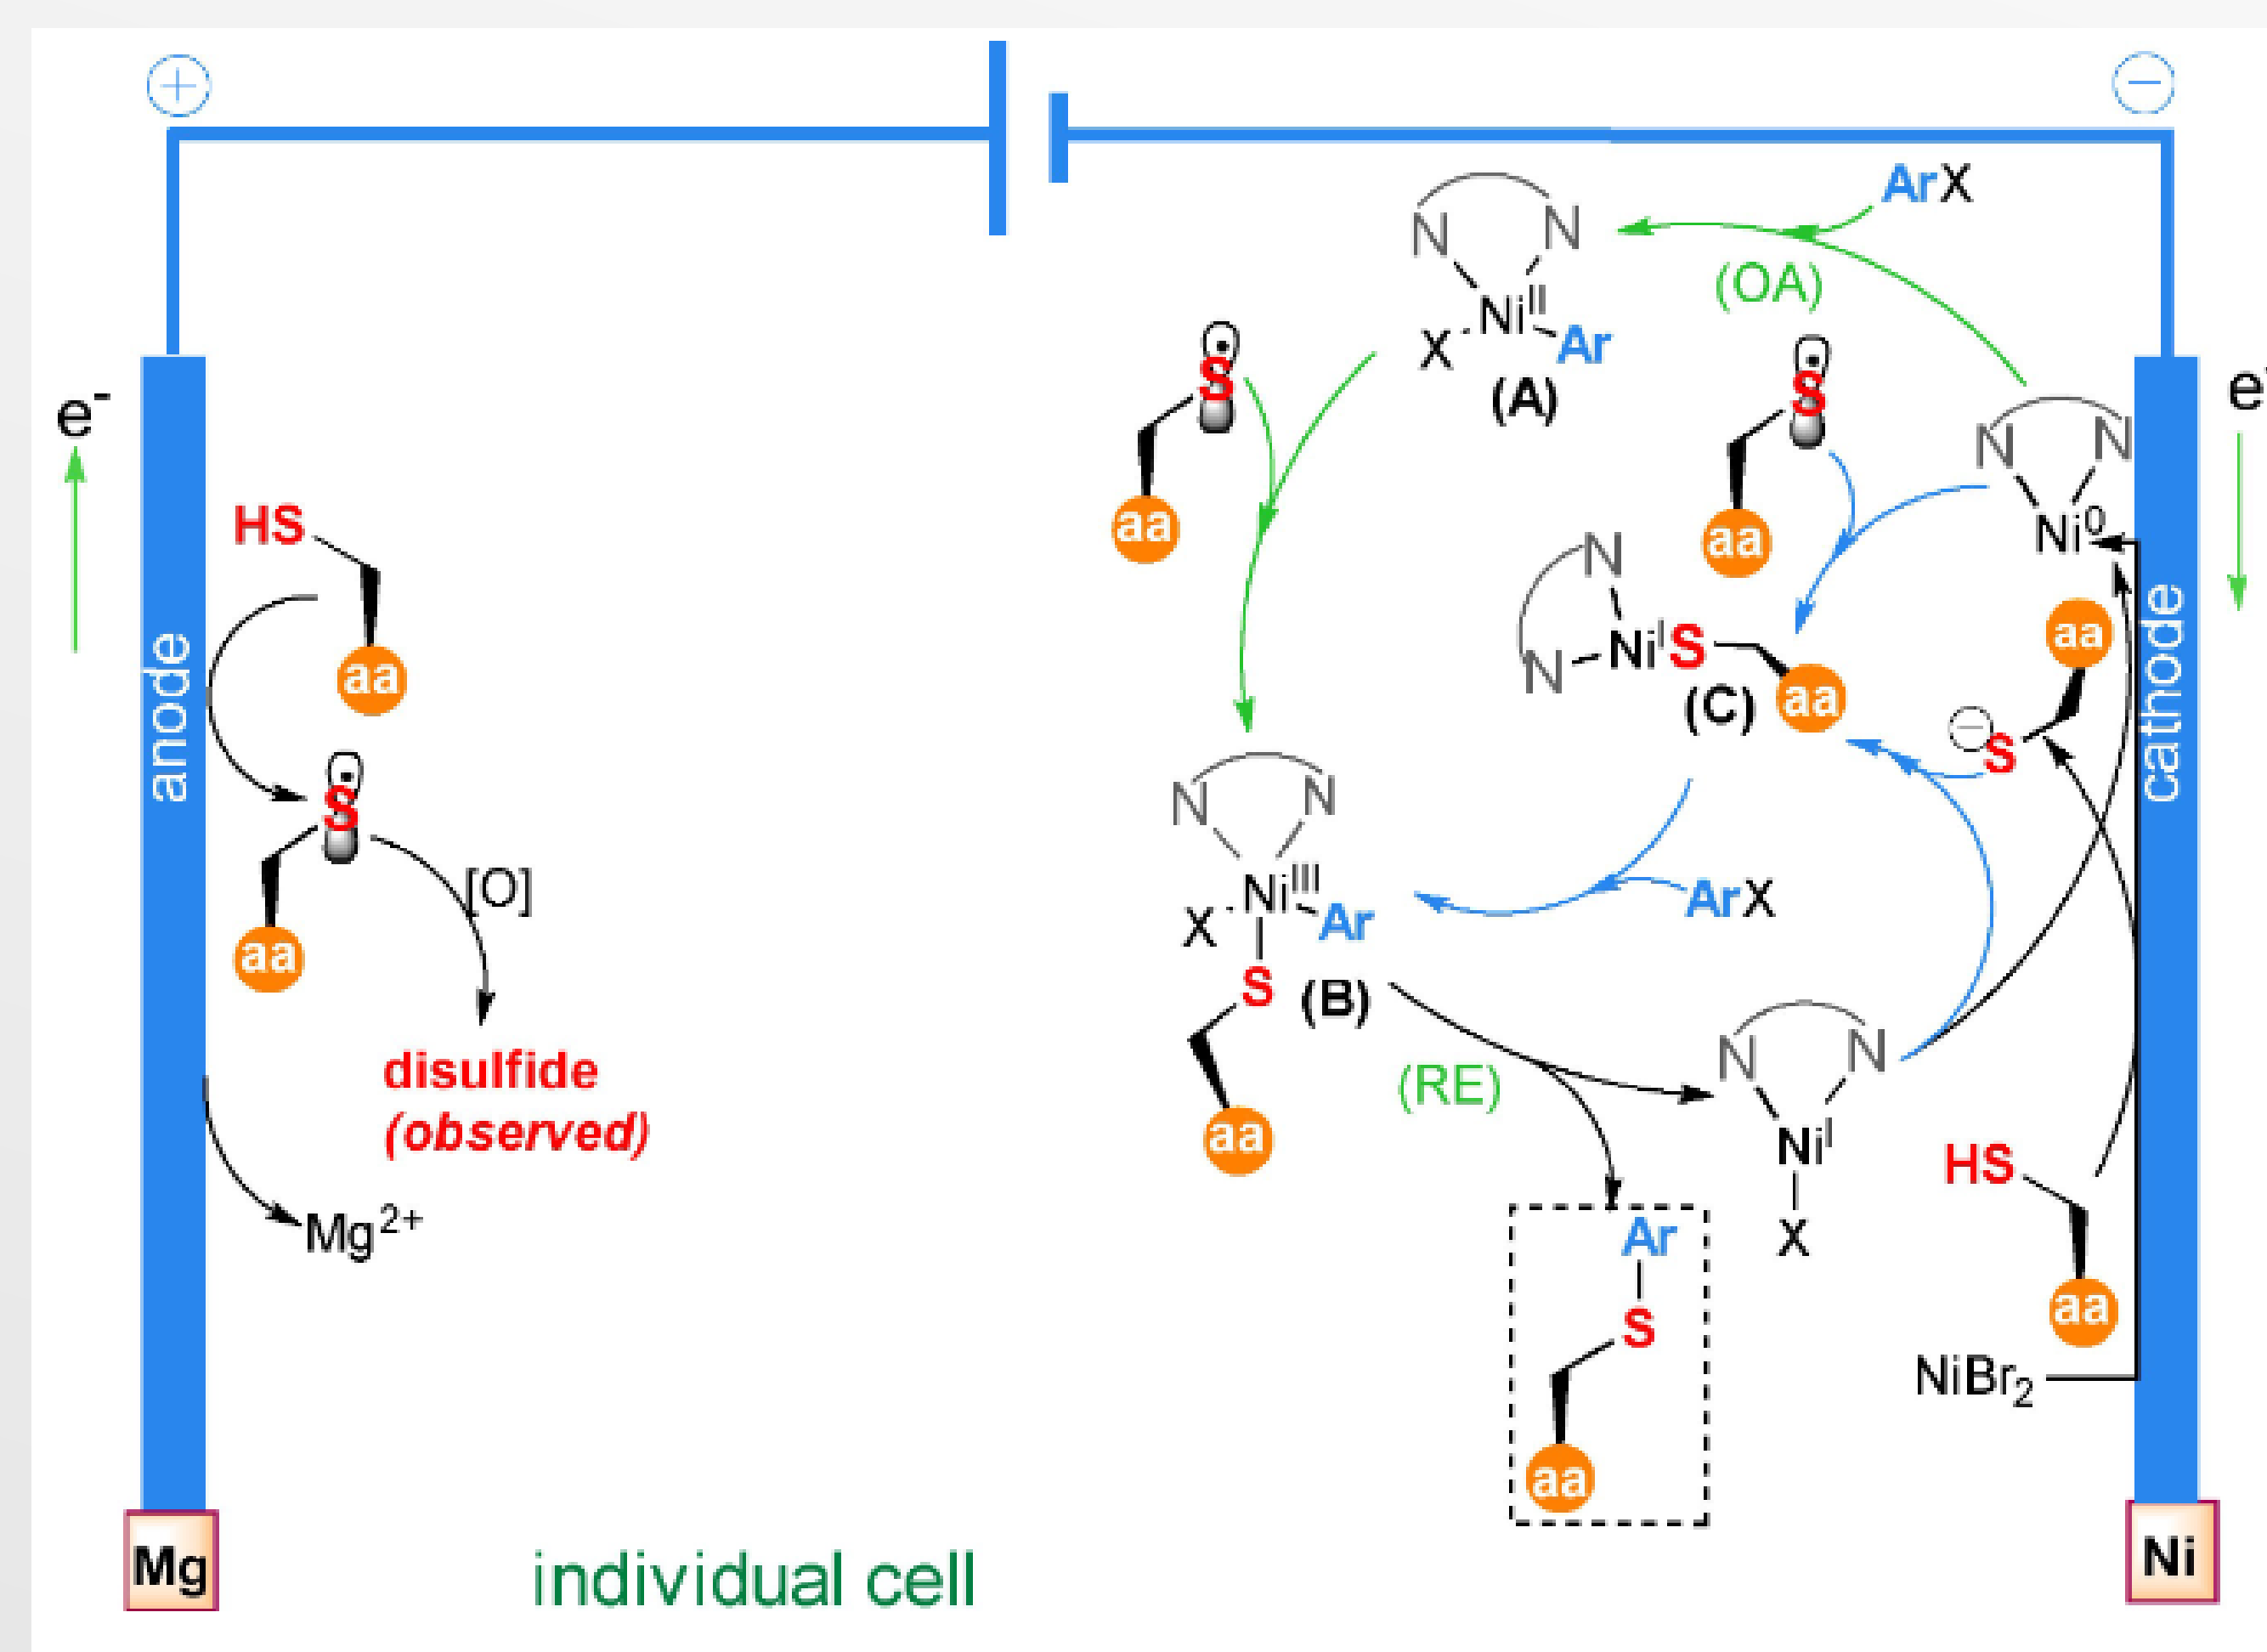 +
−
ArX
N N
(OA)
Ni^II
X Ar
(A)
S
S
e-
e-
N N
Ni^0
aa
aa
HS
aa
N
N
Ni^I S
(C)
aa
aa
⊖S
anode
cathode
S
[O]
aa
N N
Ni^III
X Ar
S
(B)
aa
ArX
disulfide
(observed)
(RE)
N N
Ni^I
X
HS
aa
Mg2+
Ar
S
aa
NiBr2
Mg
individual cell
Ni